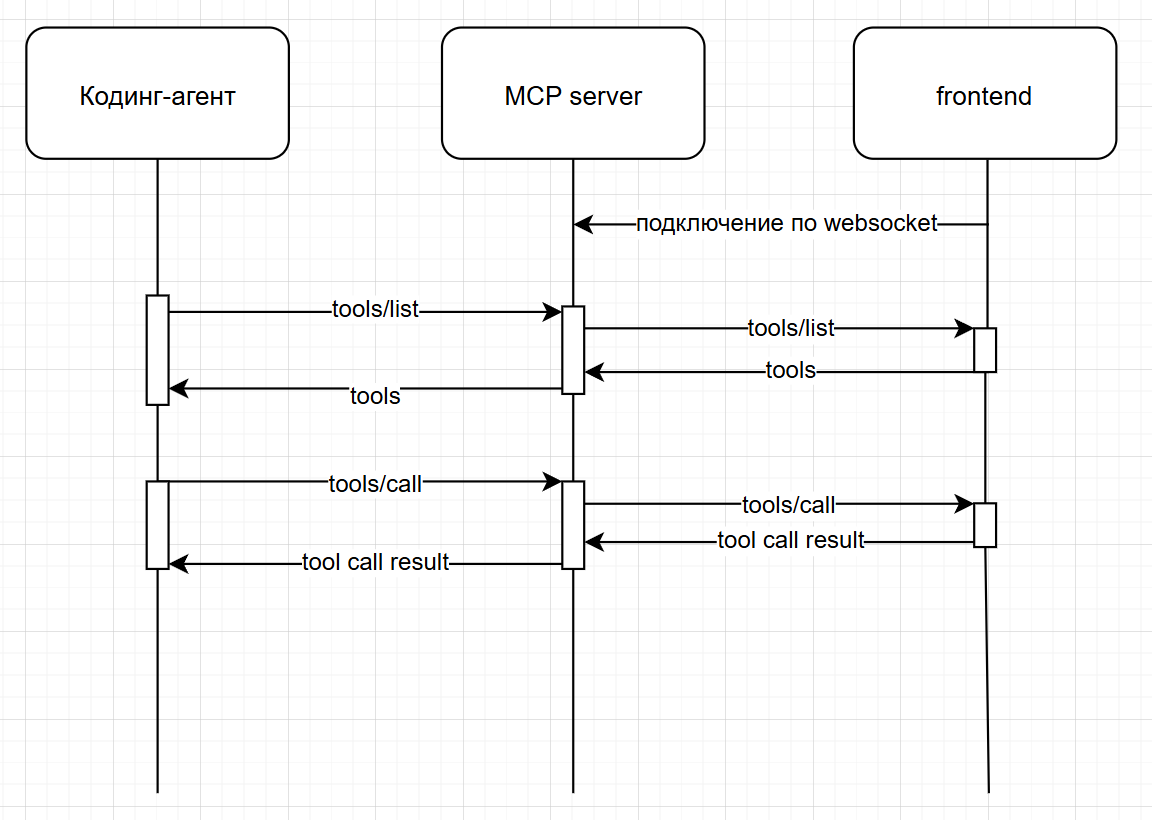 Кодинг-агент
MCP server
frontend
подключение по websocket
tools/list
tools/list
tools
tools
tools/call
tools/call
tool call result
tool call result